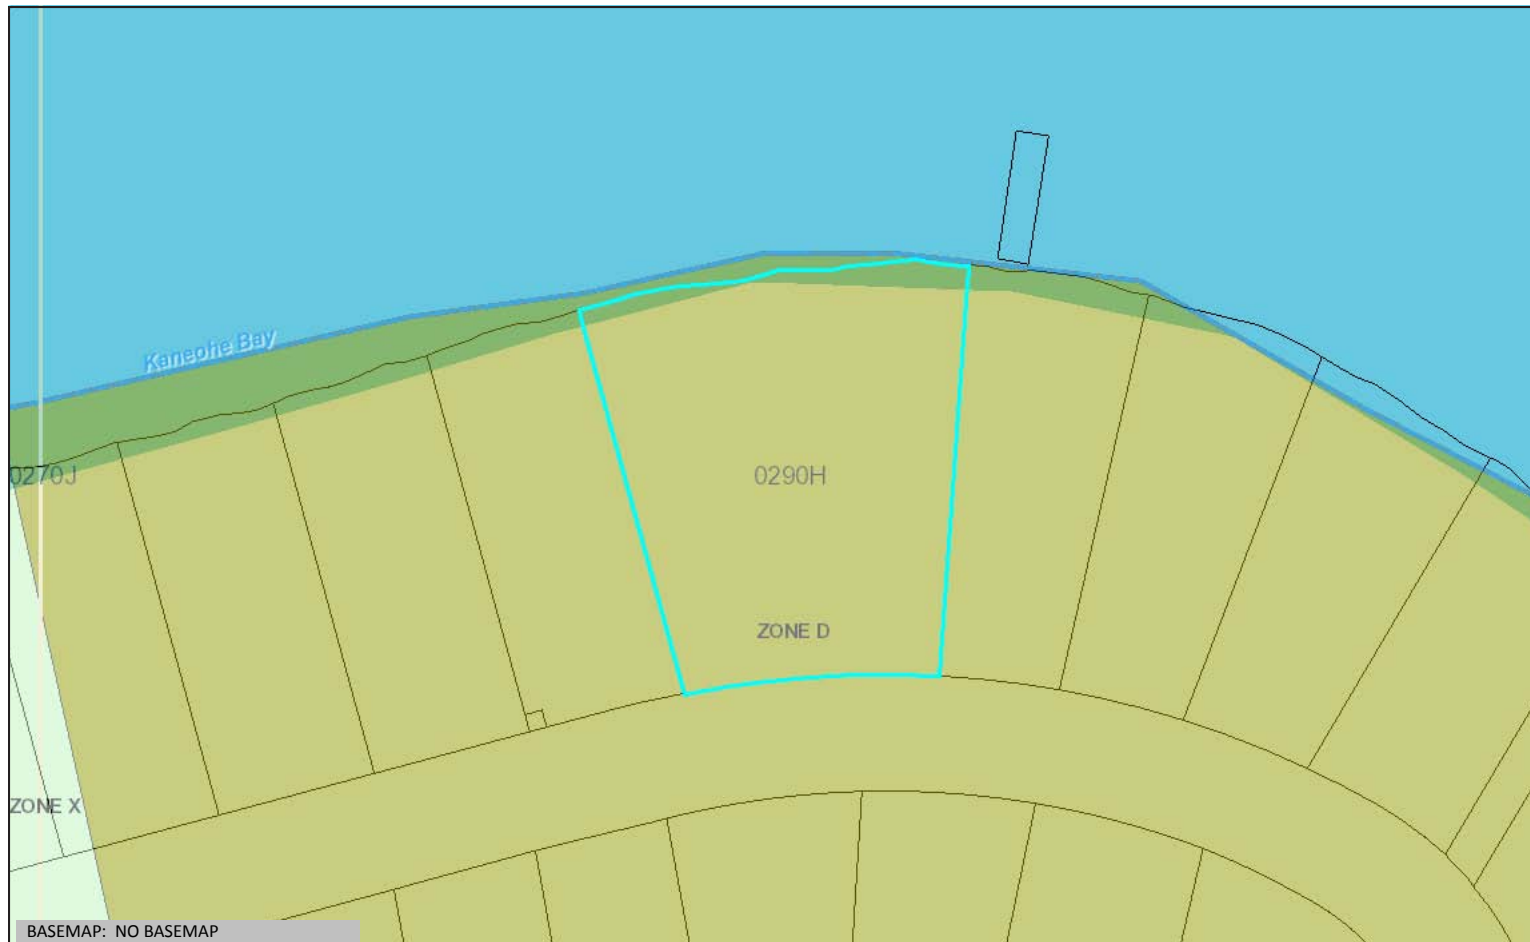 Kaneohe Bay
0270J
0290H
ZONE D
ZONE X
BASEMAP: NO BASEMAP